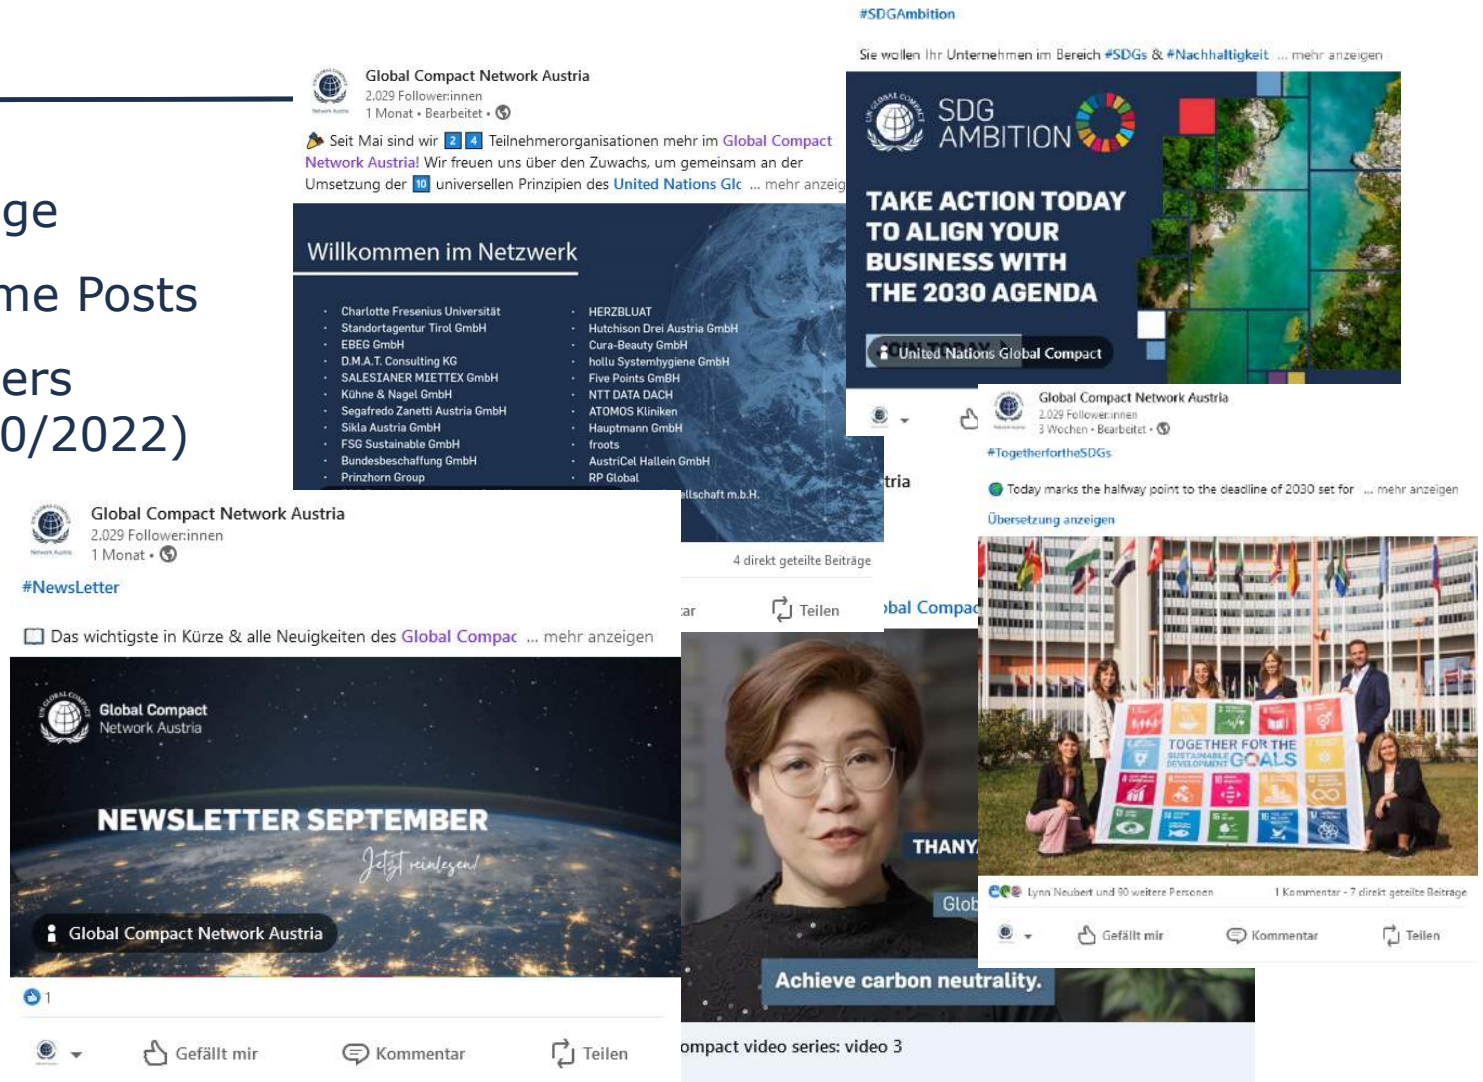 ge
me Posts
ers
0/2022)
Global Compact Network Austria
2.029 Follower:innen
1 Monat • Bearbeitet •
Seit Mai sind wir 2 4 Teilnehmerorganisationen mehr im Global Compact
Network Austria! Wir freuen uns über den Zuwachs, um gemeinsam an der
Umsetzung der 10 universellen Prinzipien des United Nations Glc ... mehr anzeig
Willkommen im Netzwerk
· Charlotte Fresenius Universität
· Standortagentur Tirol GmbH
· EBEG GmbH
· D.M.A.T. Consulting KG
· SALESIANER MIETTEX GmbH
· Kühne & Nagel GmbH
· Segafredo Zanetti Austria GmbH
· Sikla Austria GmbH
· FSG Sustainable GmbH
· Bundesbeschaffung GmbH
· Prinzhorn Group
· HERZBLUAT
· Hutchison Drei Austria GmbH
· Cura-Beauty GmbH
· hollu Systemhygiene GmbH
· Five Points GmBH
· NTT DATA DACH
· ATOMOS Kliniken
· Hauptmann GmbH
· froots
· AustriCel Hallein GmbH
· RP Global
ellschaft m.b.H.
4 direkt geteilte Beiträge
ar
Teilen
#SDGAmbition
Sie wollen Ihr Unternehmen im Bereich #SDGs & #Nachhaltigkeit ... mehr anzeigen
SDG
AMBITION
TAKE ACTION TODAY
TO ALIGN YOUR
BUSINESS WITH
THE 2030 AGENDA
JOIN TODAY
United Nations Global Compact
tria
obal Compac
THANY
Glob
Achieve carbon neutrality.
ompact video series: video 3
Global Compact Network Austria
2.029 Follower:innen
3 Wochen • Bearbeitet •
#TogetherfortheSDGs
Today marks the halfway point to the deadline of 2030 set for ... mehr anzeigen
Übersetzung anzeigen
TOGETHER FOR THE
SUSTAINABLE
DEVELOPMENT GOALS
Lynn Neubert und 90 weitere Personen
1 Kommentar • 7 direkt geteilte Beiträge
Gefällt mir
Kommentar
Teilen
Global Compact Network Austria
2.029 Follower:innen
1 Monat •
#NewsLetter
Das wichtigste in Kürze & alle Neuigkeiten des Global Compac ... mehr anzeigen
Global Compact
Network Austria
NEWSLETTER SEPTEMBER
Jetzt reinlesen!
Global Compact Network Austria
1
Gefällt mir
Kommentar
Teilen